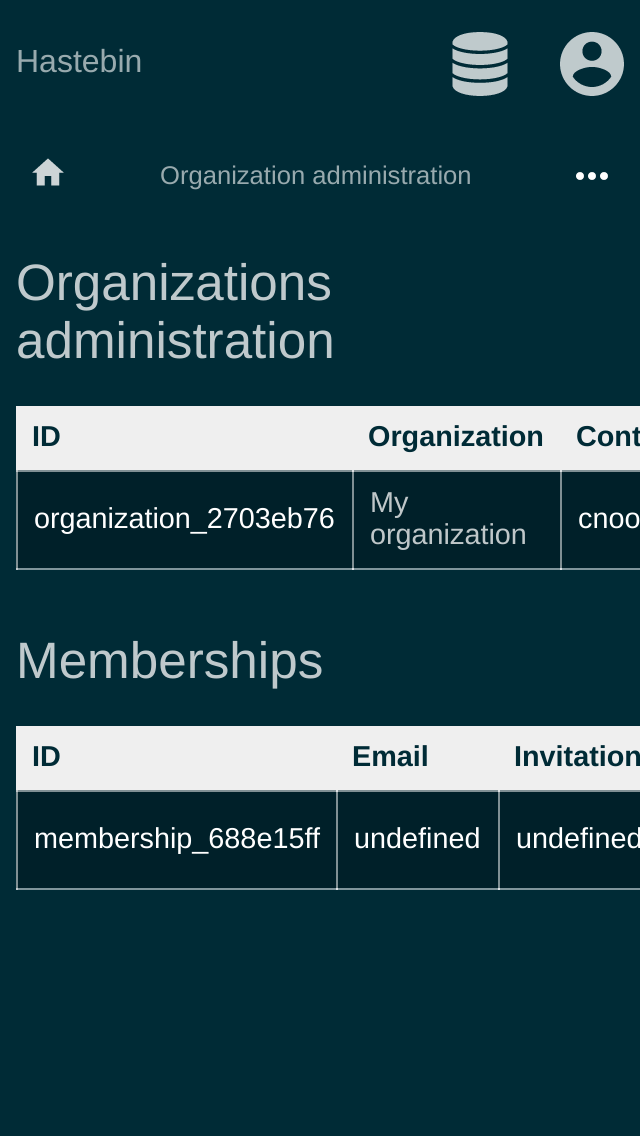 Hastebin
Organization administration
Organizations
administration
ID Organization Cont
organization_2703eb76 My organization cnoo
Memberships
ID Email Invitation
membership_688e15ff undefined undefined